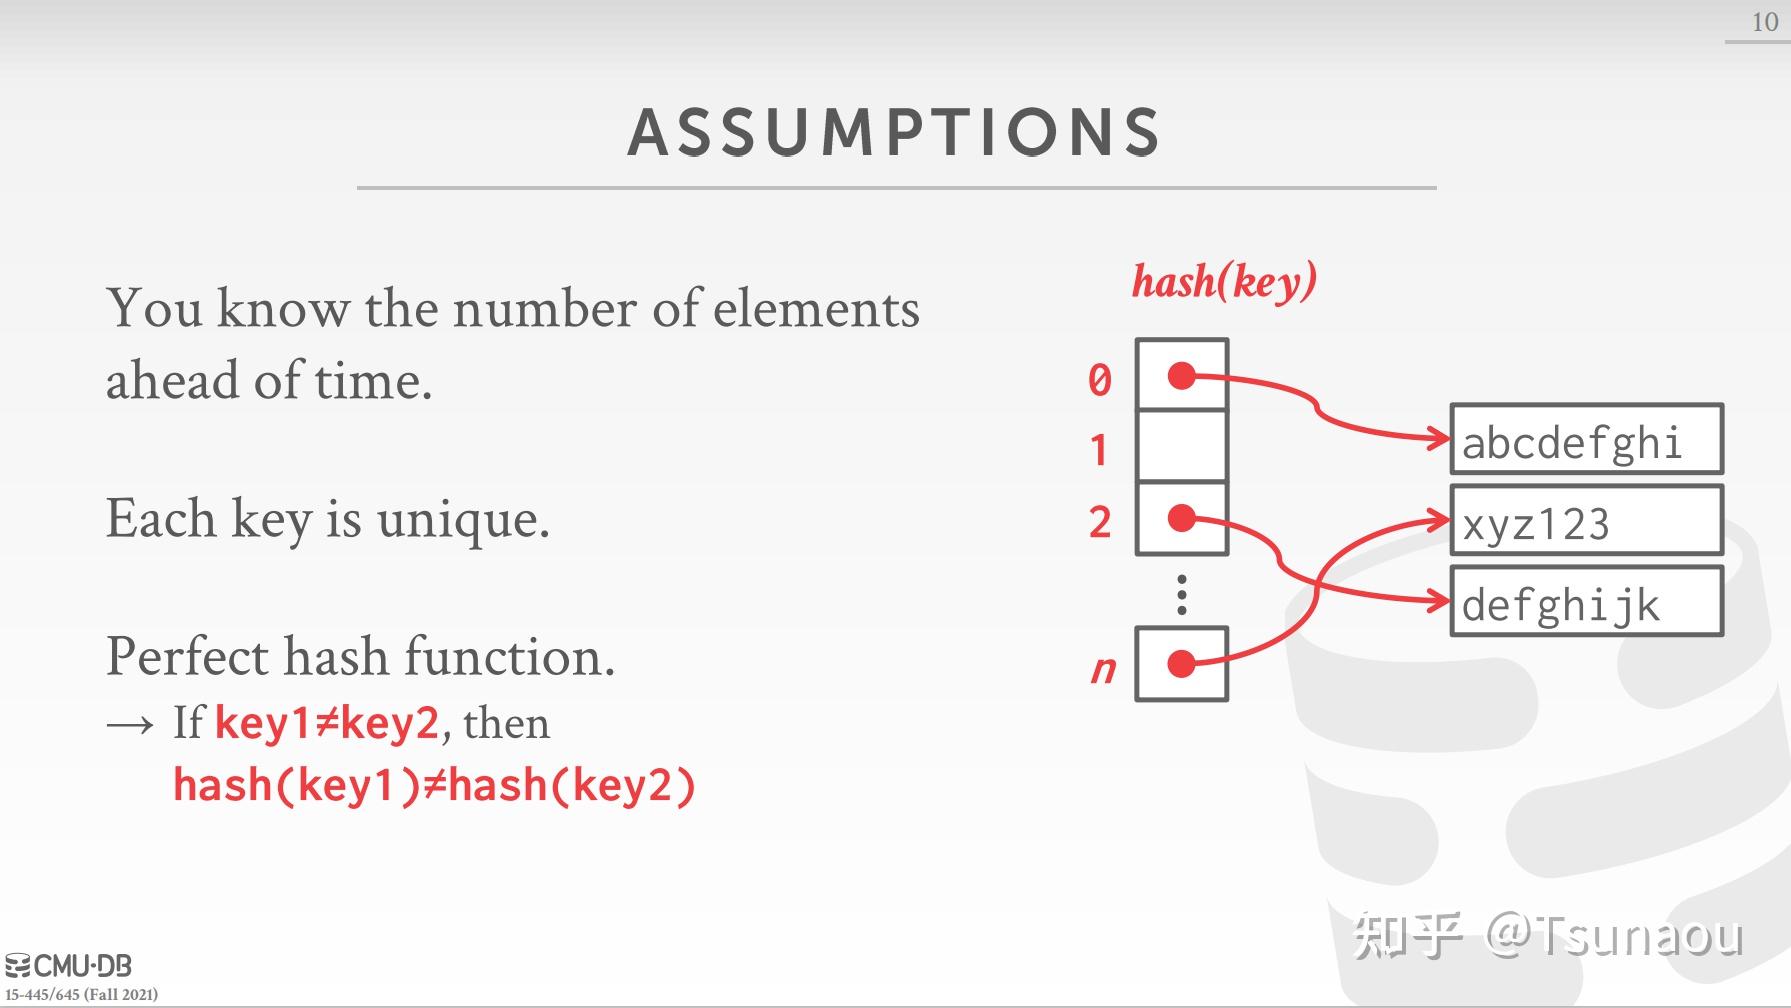 10
ASSUMPTIONS
You know the number of elements
ahead of time.
Each key is unique.
Perfect hash function.
→ If key1≠key2, then
hash(key1)≠hash(key2)
hash(key)
0
1
2
⋮
n
abcdefghi
xyz123
defghijk
知乎 @Tsunaou
CMU·DB
15-445/645 (Fall 2021)